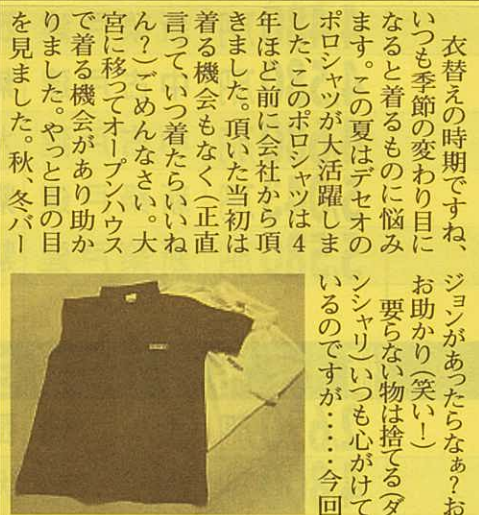 衣替えの時期ですね、
いつも季節の変わり目に
なると着るものに悩み
ます。この夏はデセオの
ポロシャツが大活躍しま
した、このポロシャツは4
年ほど前に会社から頂
きました。頂いた当初は
着る機会もなく(正直
言って、いつ着たらいいね
ん?)ごめんなさい。大
宮に移ってオープンハウス
で着る機会があり助か
りました。やっと日の目
を見ました。秋、冬バー
ジョンがあったらなぁ?お
お助かり(笑い!)
要らない物は捨てる(ダ
ンシャリ)いつも心がけて
いるのですが‥‥‥今回